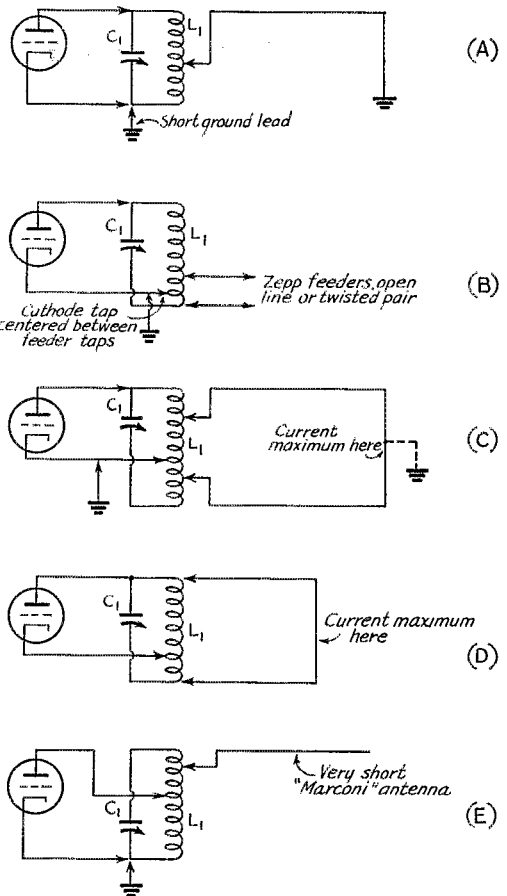 C1
L1
(A)
Short ground lead
C1
L1
(B)
Zepp feeders, open
line or twisted pair
Cathode tap
centered between
feeder taps
C1
L1
(C)
Current
maximum here
C1
L1
(D)
Current maximum
here
C1
L1
(E)
Very short
"Marconi" antenna